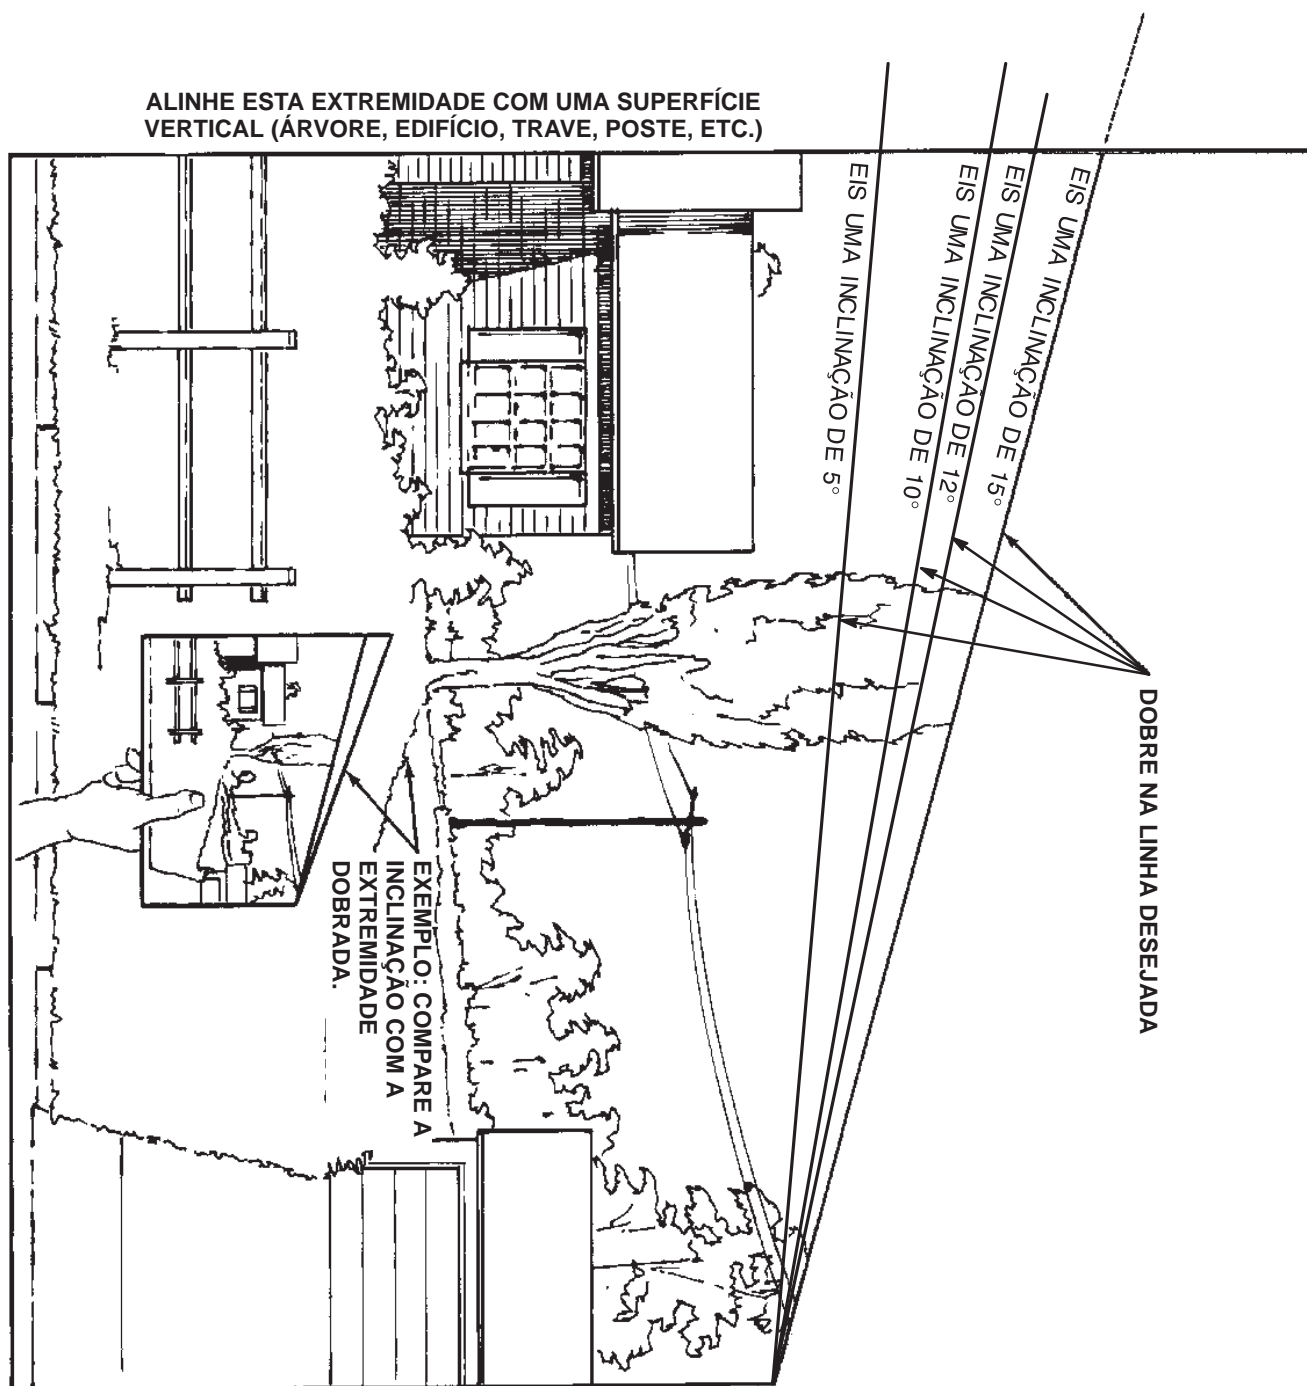 ALINHE ESTA EXTREMIDADE COM UMA SUPERFÍCIE
VERTICAL (ÁRVORE, EDIFÍCIO, TRAVE, POSTE, ETC.)
EIS UMA INCLINAÇÃO DE 5°
EIS UMA INCLINAÇÃO DE 10°
EIS UMA INCLINAÇÃO DE 12°
EIS UMA INCLINAÇÃO DE 15°
DOBRE NA LINHA DESEJADA
EXEMPLO: COMPARE A
INCLINAÇÃO COM A
EXTREMIDADE
DOBRADA.